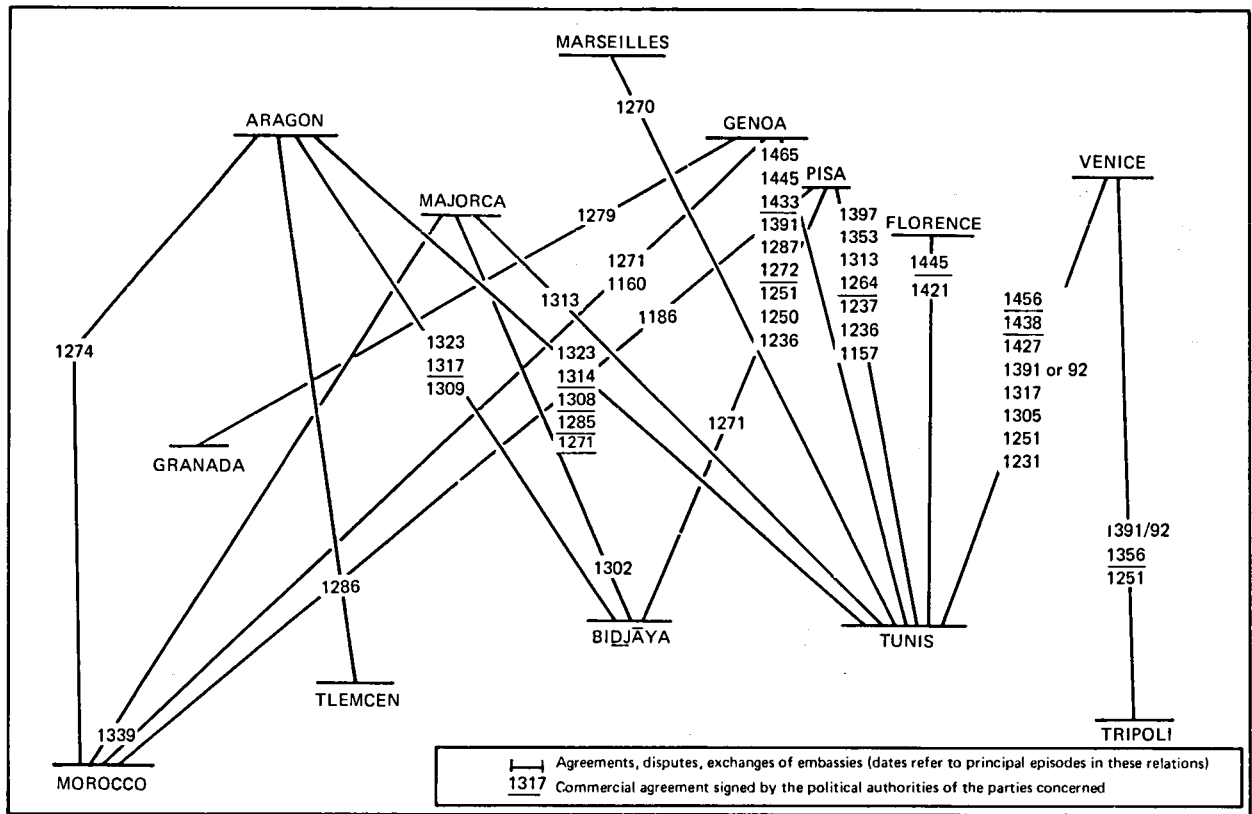 MARSEILLES
1270
ARAGON
GENOA
1465
1445
1433
1391
1287
1272
1251
1250
1236
VENICE
PISA
1397
1353
1313
1264
1237
1236
1157
MAJORCA
1279
FLORENCE
1445
1421
1271
1160
1313
1186
1456
1438
1427
1391 or 92
1317
1305
1251
1231
1274
1323
1317
1309
1323
1314
1308
1285
1271
1271
GRANADA
1391/92
1356
1251
1302
1286
BIDJĀYA
TUNIS
TLEMCEN
1339
TRIPOLI
MOROCCO
Agreements, disputes, exchanges of embassies (dates refer to principal episodes in these relations)
1317 Commercial agreement signed by the political authorities of the parties concerned